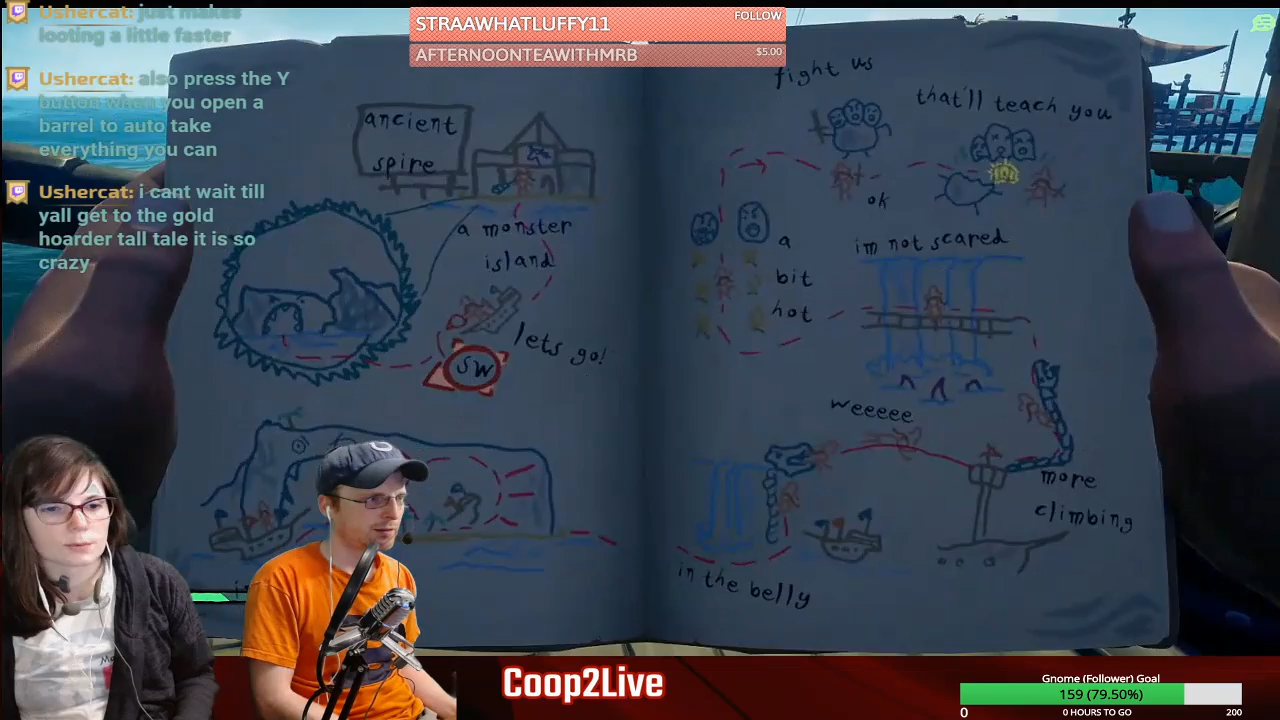 Ushercat: just makes
looting a little faster
Ushercat: also press the Y
button when you open a
barrel to auto take
everything you can
Ushercat: i cant wait till
yall get to the gold
hoarder tall tale it is so
crazy
STRAAWHATLUFFY11
FOLLOW
AFTERNOONTEAWITHMRB
$5.00
ancient
spire
a monster
island
lets go!
SW
fight us
that'll teach you
ok
a
bit
hot
im not scared
weeeee
more
climbing
in the belly
Coop2Live
Gnome (Follower) Goal
159 (79.50%)
0
0 HOURS TO GO
200